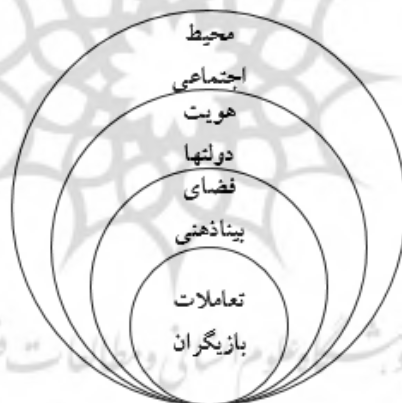 محیط
اجتماعی
هویت
دولتها
فضای
بیناذهنی
تعاملات
بازیگران